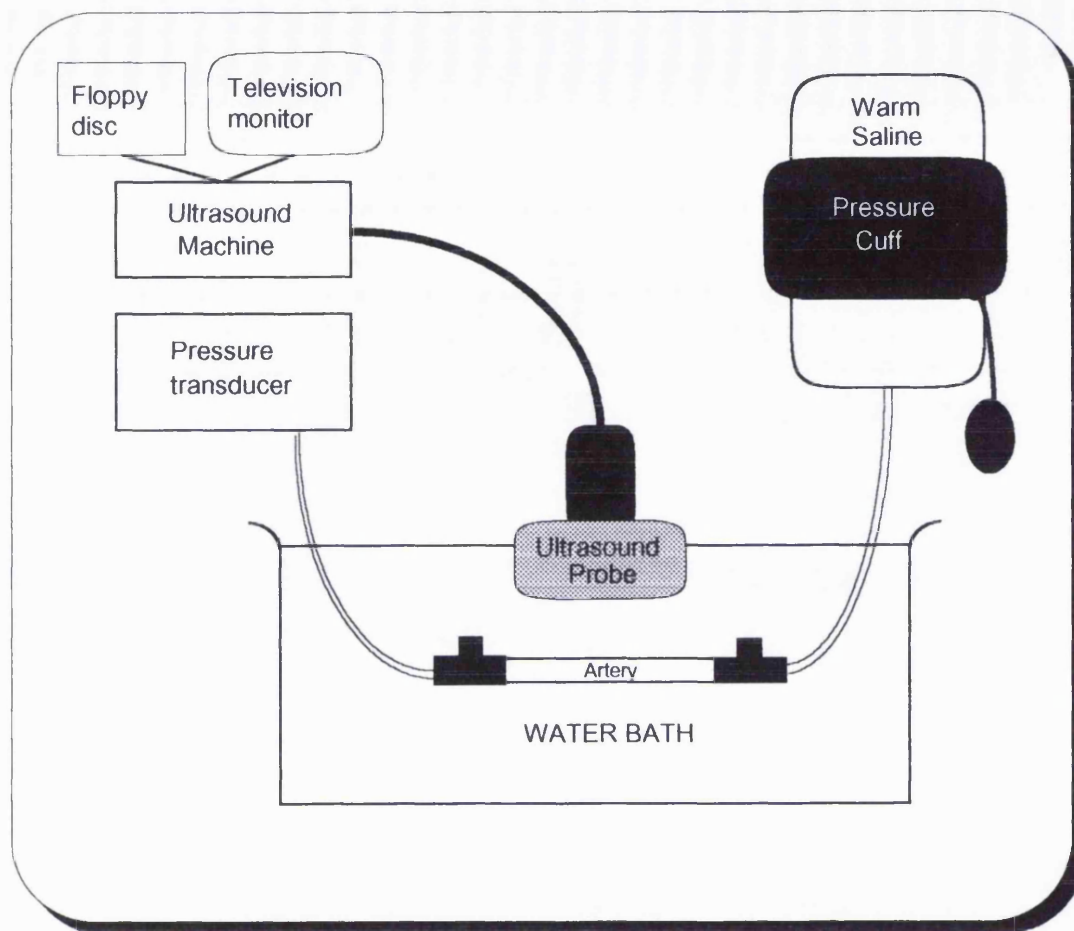 Floppy
disc
Television
monitor
Ultrasound
Machine
Pressure
transducer
Warm
Saline
Pressure
Cuff
Ultrasound
Probe
Artery
WATER BATH